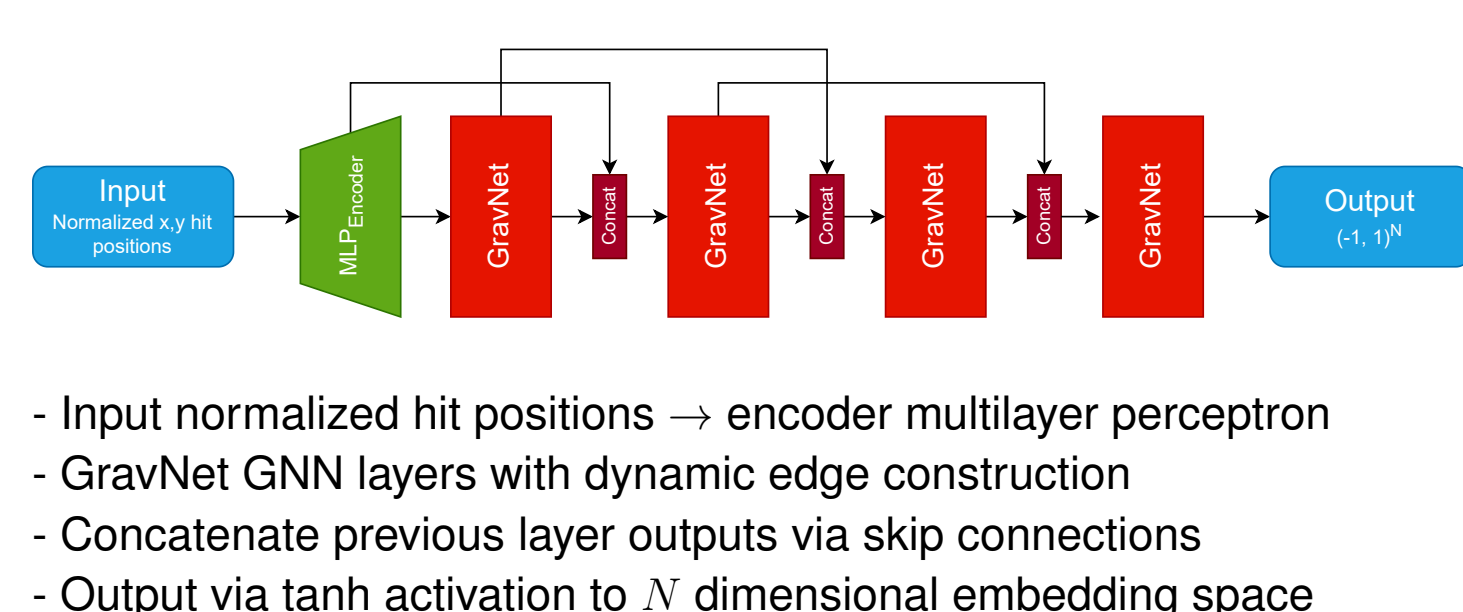 Input
Normalized x,y hit
positions
MLP_Encoder
GravNet
Concat
GravNet
Concat
GravNet
Concat
GravNet
Output
(-1, 1)^N
- Input normalized hit positions → encoder multilayer perceptron
- GravNet GNN layers with dynamic edge construction
- Concatenate previous layer outputs via skip connections
- Output via tanh activation to N dimensional embedding space